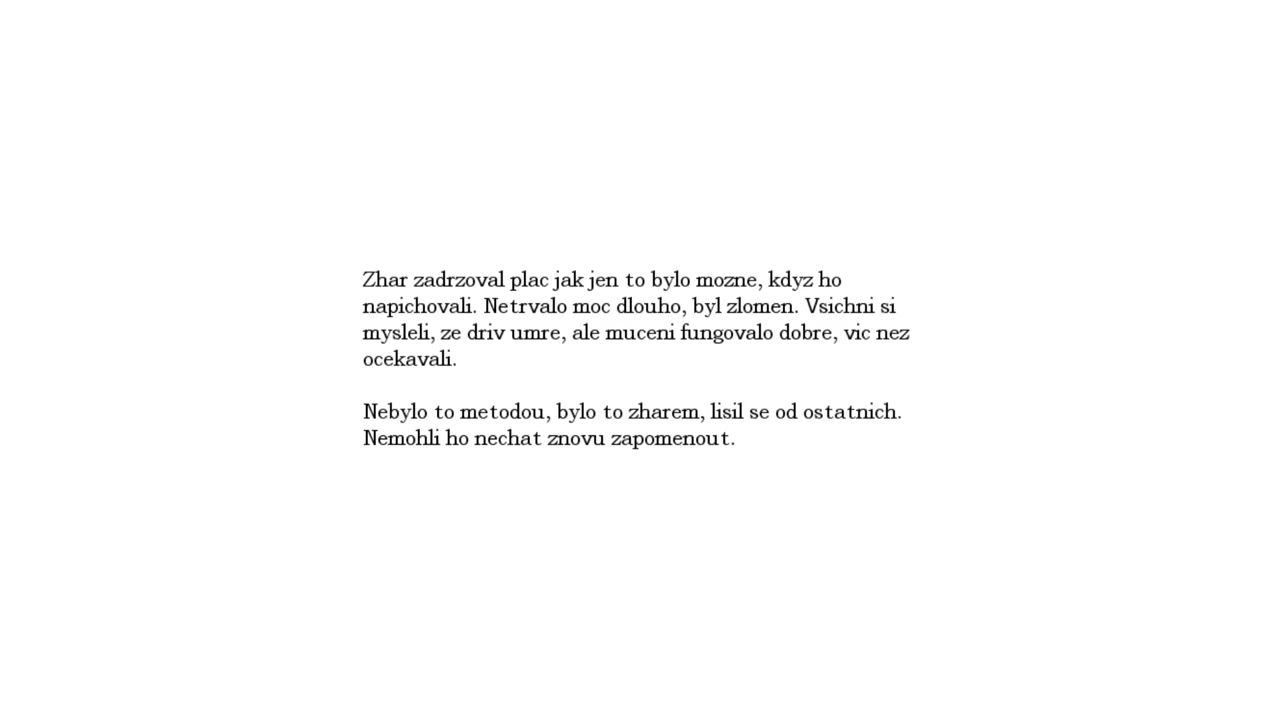 Zhar zadrzoval plac jak jen to bylo mozne, kdyz ho
napichovali. Netrvalo moc dlouho, byl zlomen. Vsichni si
mysleli, ze driv umre, ale muceni fungovalo dobre, vic nez
ocekavali.
Nebylo to metodou, bylo to zharem, lisil se od ostatnich.
Nemohli ho nechat znovu zapomenout.